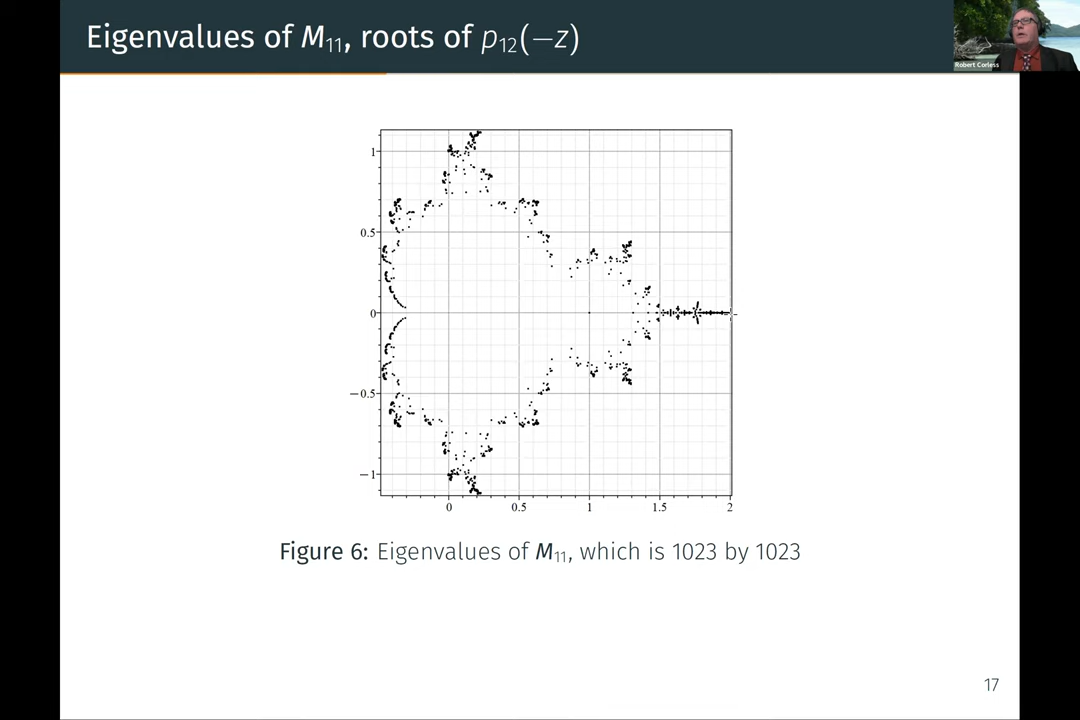 Eigenvalues of M₁₁, roots of p₁₂(−z)
Robert Corless
1
0.5
0
−0.5
−1
0 0.5 1 1.5 2
Figure 6: Eigenvalues of M₁₁, which is 1023 by 1023
17